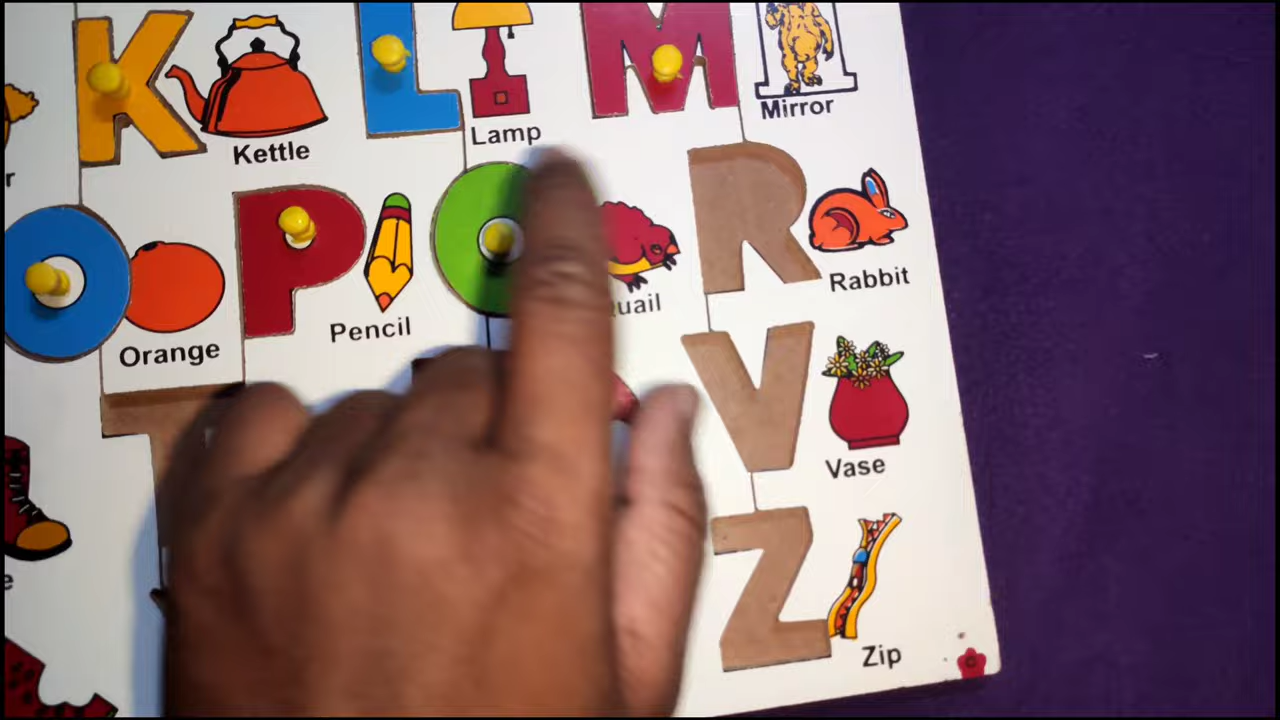 K
L
M
Kettle
Lamp
Mirror
r
O
P
R
Orange
Pencil
uail
Rabbit
V
Vase
e
Z
Zip